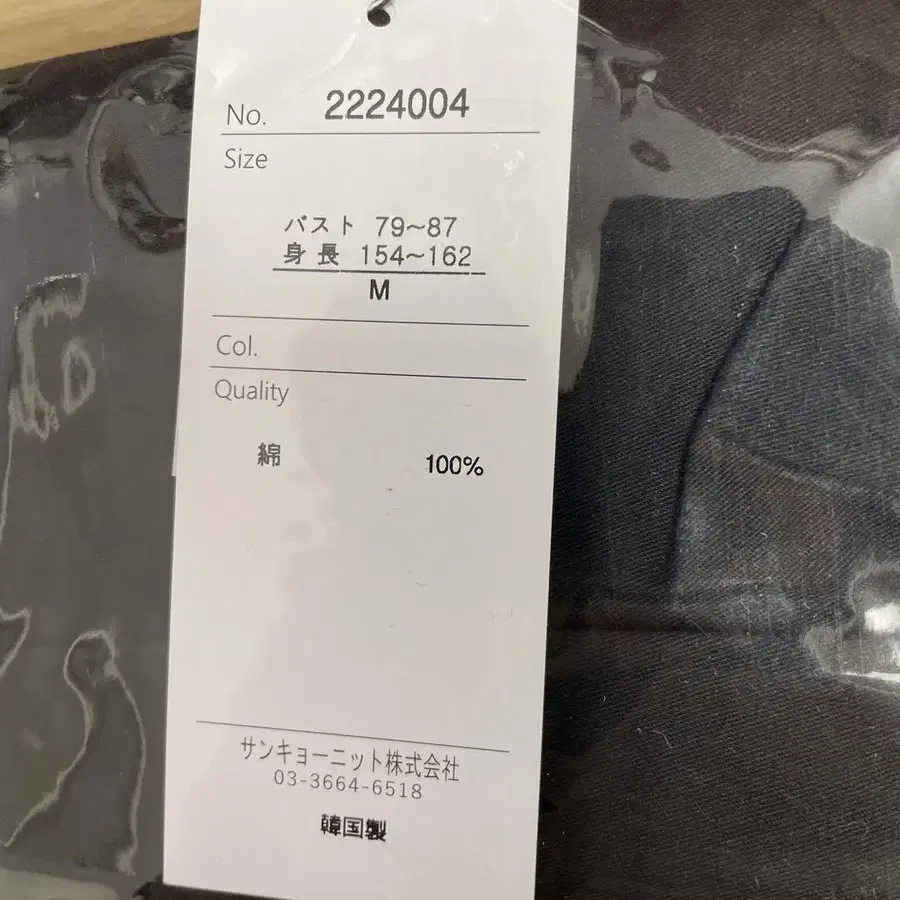 No. 2224004
Size
バスト 79~87
身長 154~162
M
Col.
Quality
綿 100%
サンキョーニット株式会社
03-3664-6518
韓国製